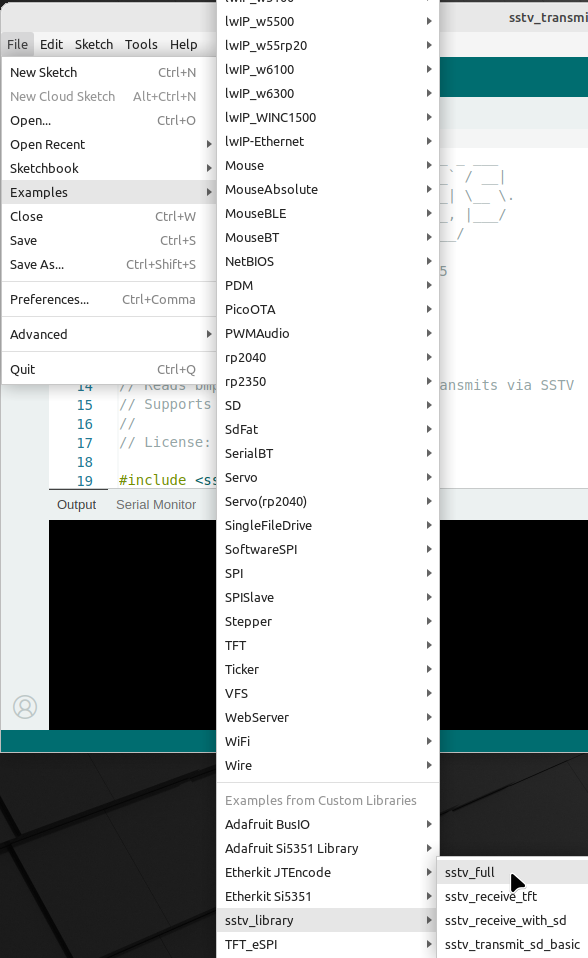 sstv_transmi
File Edit Sketch Tools Help
New Sketch Ctrl+N
New Cloud Sketch Alt+Ctrl+N
Open... Ctrl+O
Open Recent
Sketchbook
Examples
Close Ctrl+W
Save Ctrl+S
Save As... Ctrl+Shift+S
Preferences... Ctrl+Comma
Advanced
Quit Ctrl+Q
lwIP_w5500
lwIP_w55rp20
lwIP_w6100
lwIP_w6300
lwIP_WINC1500
lwIP-Ethernet
Mouse
MouseAbsolute
MouseBLE
MouseBT
NetBIOS
PDM
PicoOTA
PWMAudio
rp2040
rp2350
SD
SdFat
SerialBT
Servo
Servo(rp2040)
SingleFileDrive
SoftwareSPI
SPI
SPISlave
Stepper
TFT
Ticker
VFS
WebServer
WiFi
Wire
Examples from Custom Libraries
Adafruit BusIO
Adafruit Si5351 Library
Etherkit JTEncode
Etherkit Si5351
sstv_library
TFT_eSPI
sstv_full
sstv_receive_tft
sstv_receive_with_sd
sstv_transmit_sd_basic
5
14 // Reads bmp ansmits via SSTV
15 // Supports
16 //
17 // License:
18
19 #include <ss
Output Serial Monitor